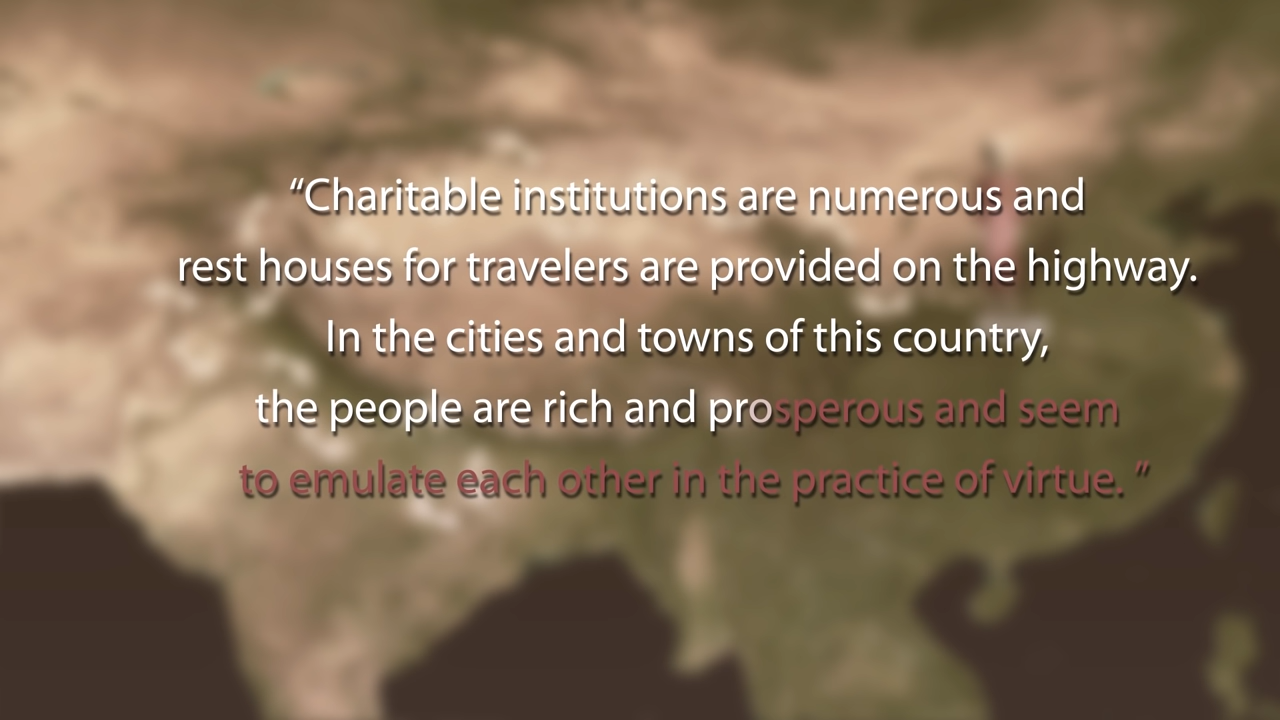 “Charitable institutions are numerous and
rest houses for travelers are provided on the highway.
In the cities and towns of this country,
the people are rich and prosperous and seem
to emulate each other in the practice of virtue. ”